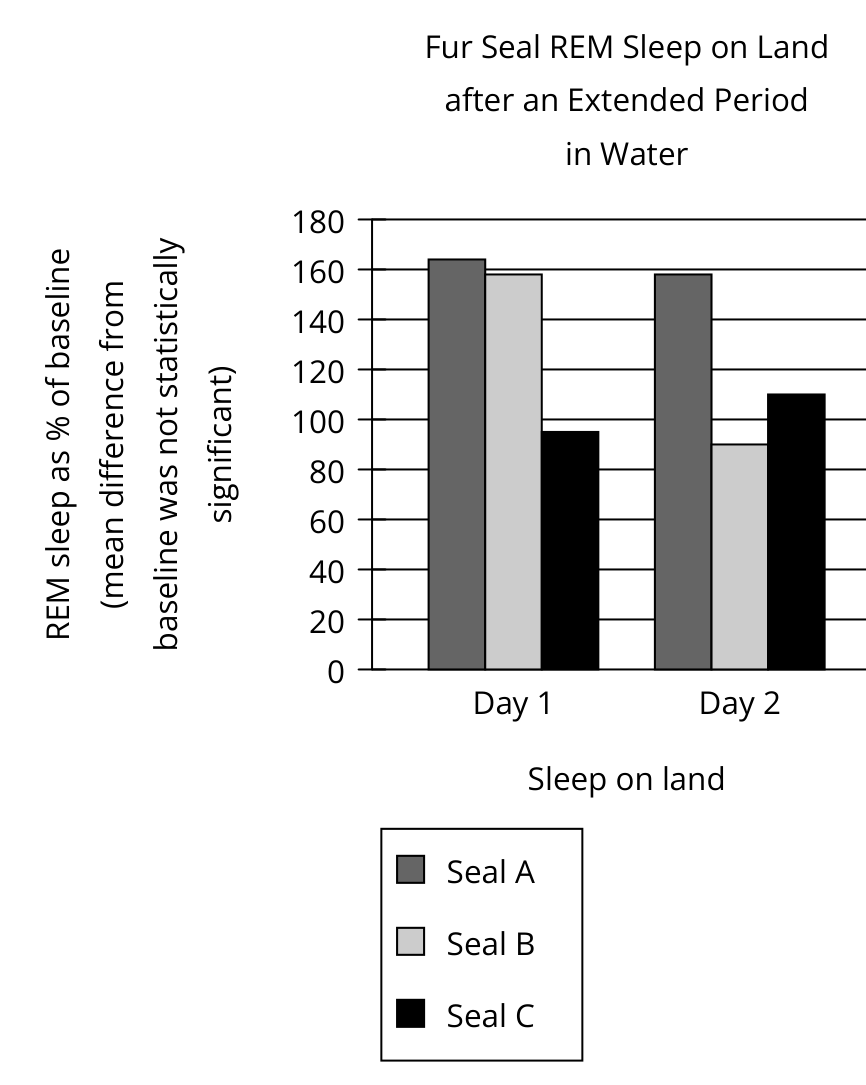 Fur Seal REM Sleep on Land
after an Extended Period
in Water
REM sleep as % of baseline
(mean difference from
baseline was not statistically
significant)
180
160
140
120
100
80
60
40
20
0
Day 1
Day 2
Sleep on land
Seal A
Seal B
Seal C